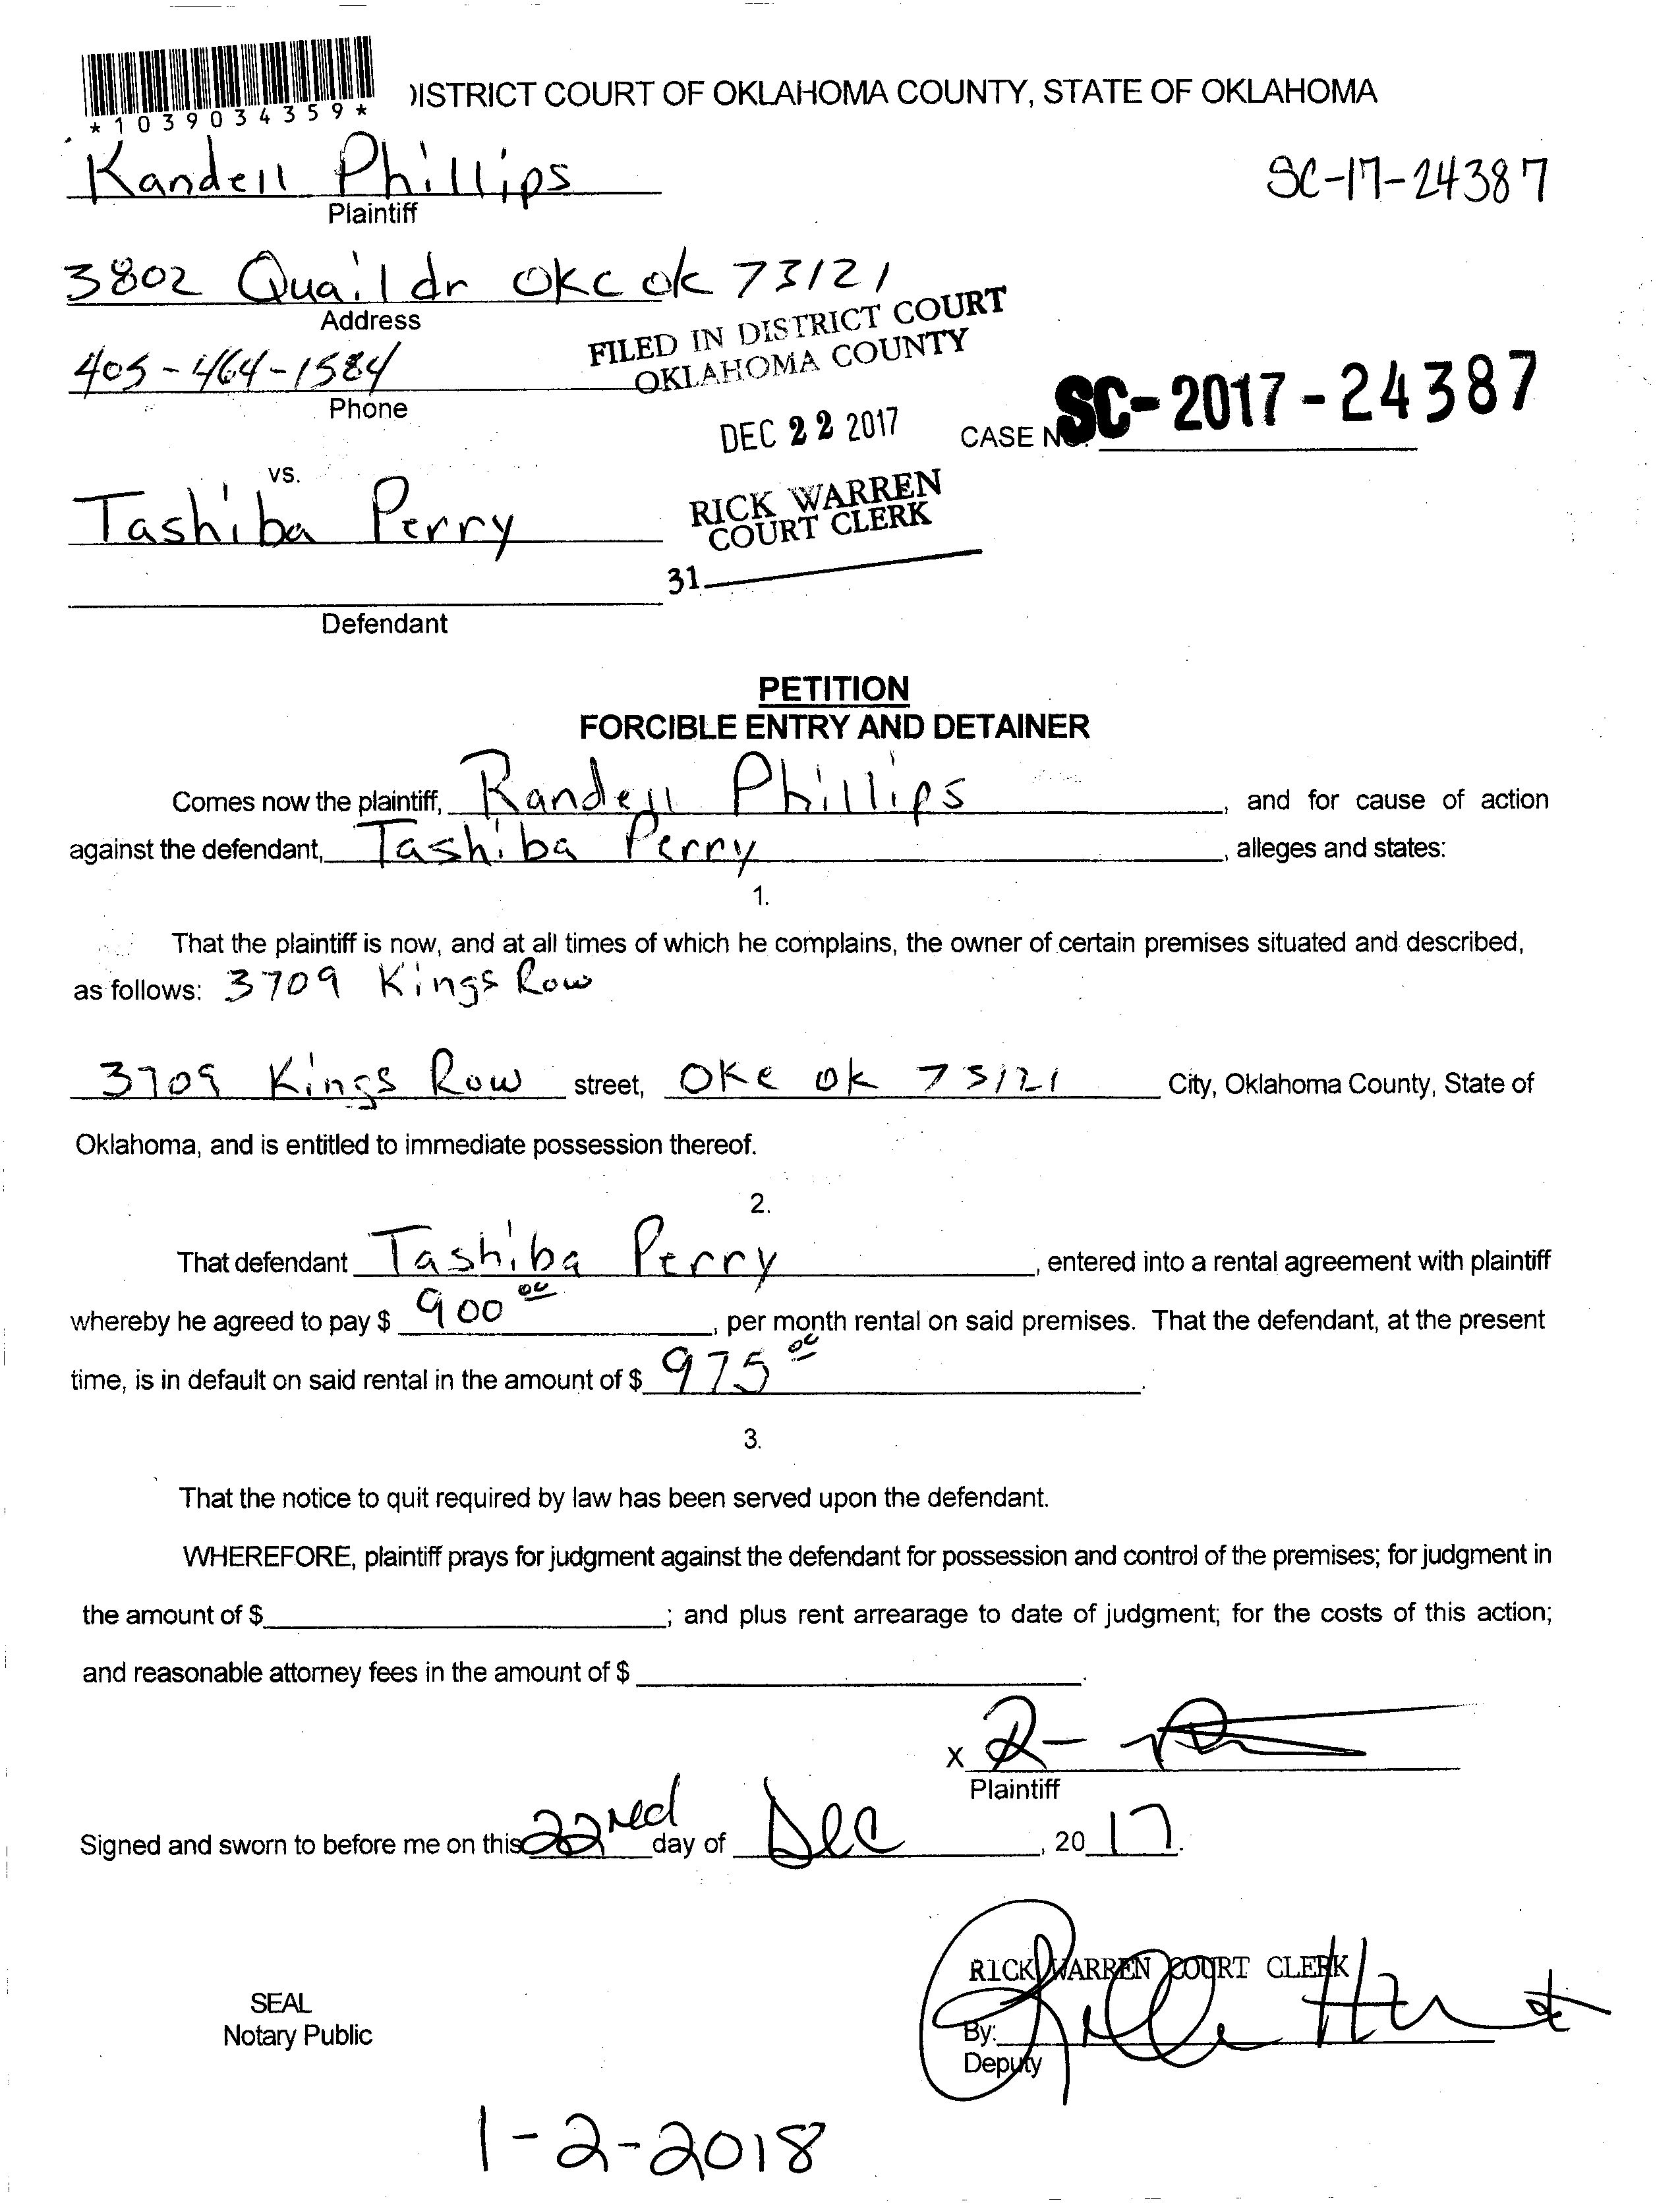 *1039034359*
DISTRICT COURT OF OKLAHOMA COUNTY, STATE OF OKLAHOMA
Randell Phillips
Plaintiff
SC-17-24387
3802 Quail dr OKC ok 73121
Address
405-464-1584
Phone
FILED IN DISTRICT COURT
OKLAHOMA COUNTY
DEC 22 2017
CASE NO. SC-2017-24387
vs.
RICK WARREN
COURT CLERK
Tashiba Perry
31
Defendant
PETITION
FORCIBLE ENTRY AND DETAINER
Comes now the plaintiff, Randell Phillips, and for cause of action
against the defendant, Tashiba Perry, alleges and states:
1.
That the plaintiff is now, and at all times of which he complains, the owner of certain premises situated and described,
as follows: 3709 Kings Row
3709 Kings Row street, OKC ok 73121 City, Oklahoma County, State of
Oklahoma, and is entitled to immediate possession thereof.
2.
That defendant Tashiba Perry, entered into a rental agreement with plaintiff
whereby he agreed to pay $ 900 00, per month rental on said premises. That the defendant, at the present
time, is in default on said rental in the amount of $ 975 00.
3.
That the notice to quit required by law has been served upon the defendant.
WHEREFORE, plaintiff prays for judgment against the defendant for possession and control of the premises; for judgment in
the amount of $ ; and plus rent arrearage to date of judgment; for the costs of this action;
and reasonable attorney fees in the amount of $ .
X
Plaintiff
Signed and sworn to before me on this 22ned day of Dec, 2017.
RICK WARREN COURT CLERK
SEAL
Notary Public
By:
Deputy
1-2-2018